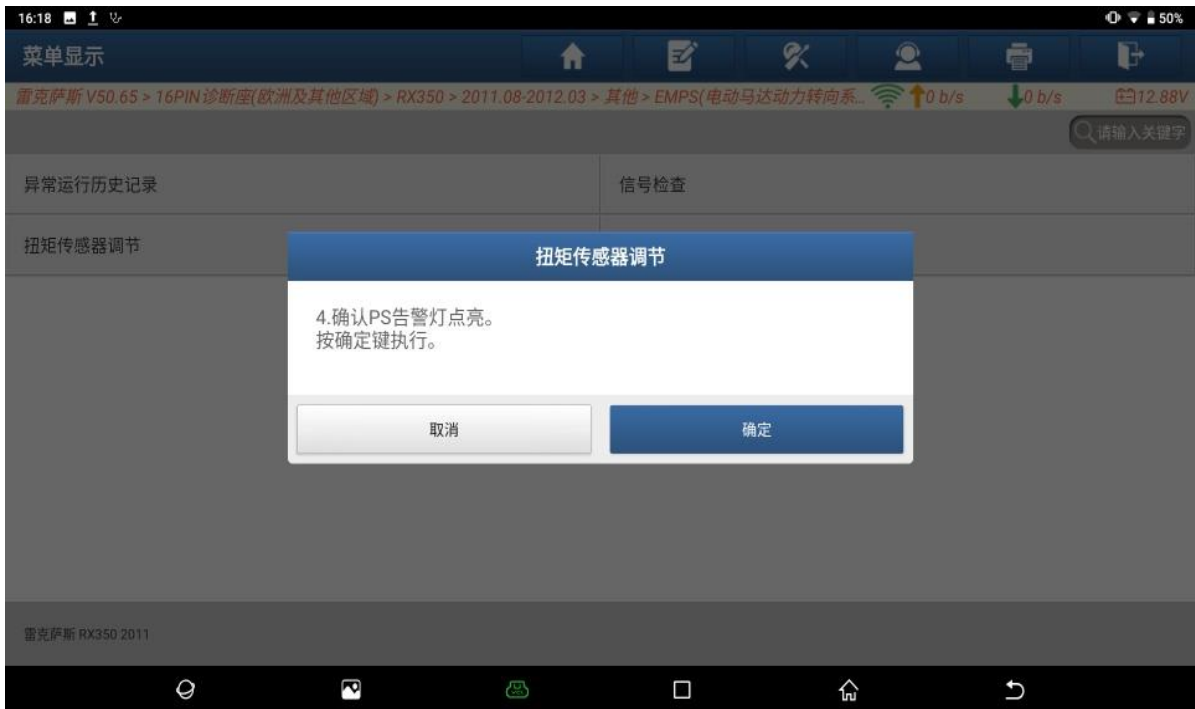 16:18
50%
菜单显示
雷克萨斯 V50.65 > 16PIN诊断座(欧洲及其他区域) > RX350 > 2011.08-2012.03 > 其他 > EMPS(电动马达动力转向系...
0 b/s
0 b/s
12.88V
请输入关键字
异常运行历史记录
信号检查
扭矩传感器调节
扭矩传感器调节
4.确认PS告警灯点亮。
按确定键执行。
取消
确定
雷克萨斯 RX350 2011